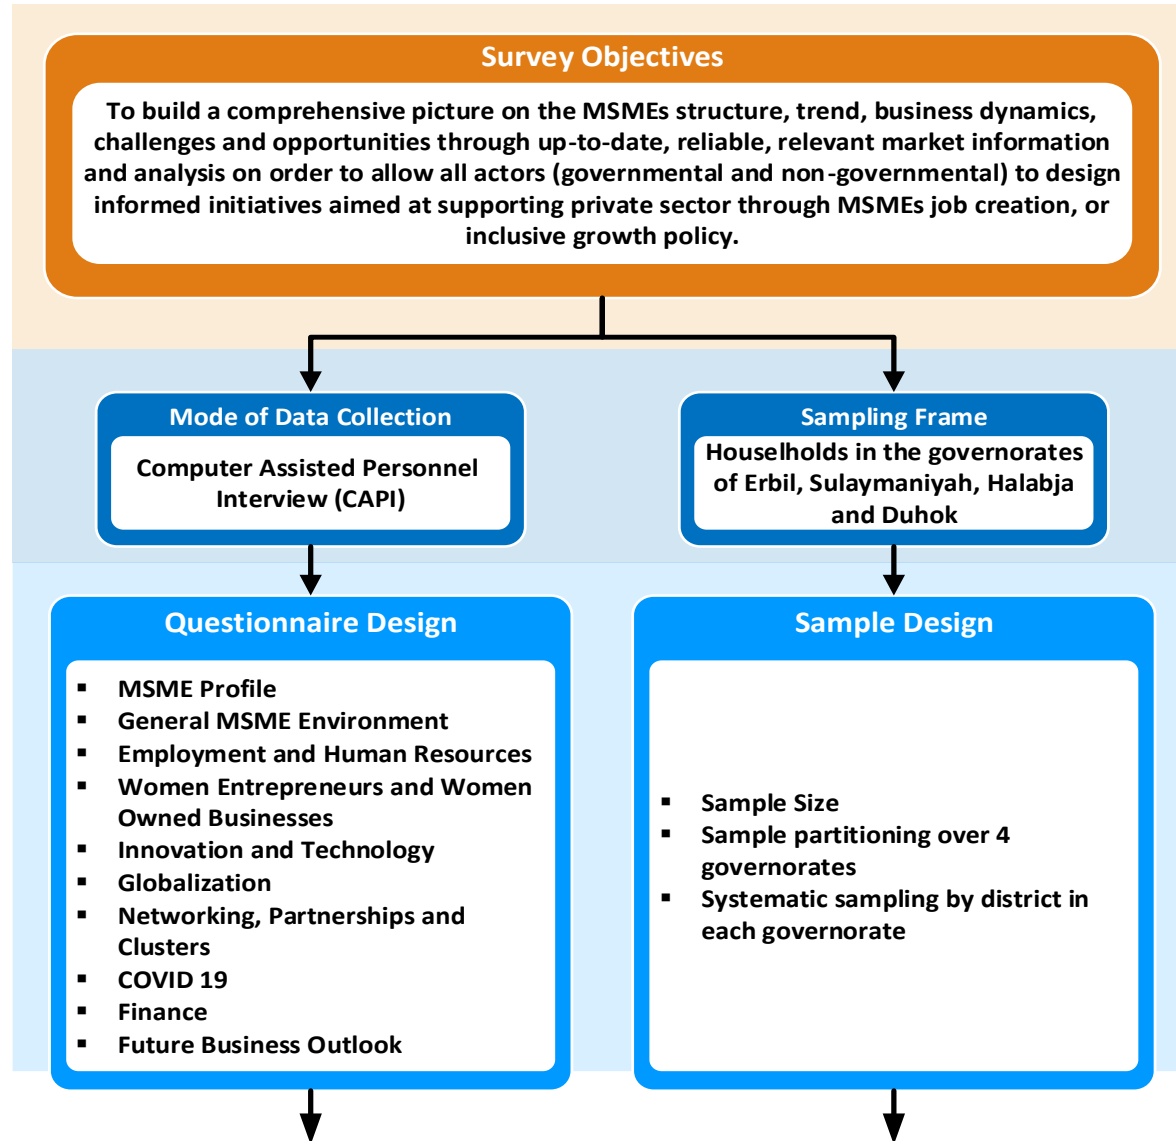 Survey Objectives
To build a comprehensive picture on the MSMEs structure, trend, business dynamics,
challenges and opportunities through up-to-date, reliable, relevant market information
and analysis on order to allow all actors (governmental and non-governmental) to design
informed initiatives aimed at supporting private sector through MSMEs job creation, or
inclusive growth policy.
Mode of Data Collection
Computer Assisted Personnel
Interview (CAPI)
Sampling Frame
Houselholds in the governorates
of Erbil, Sulaymaniyah, Halabja
and Duhok
Questionnaire Design
▪ MSME Profile
▪ General MSME Environment
▪ Employment and Human Resources
▪ Women Entrepreneurs and Women
Owned Businesses
▪ Innovation and Technology
▪ Globalization
▪ Networking, Partnerships and
Clusters
▪ COVID 19
▪ Finance
▪ Future Business Outlook
Sample Design
▪ Sample Size
▪ Sample partitioning over 4
governorates
▪ Systematic sampling by district in
each governorate